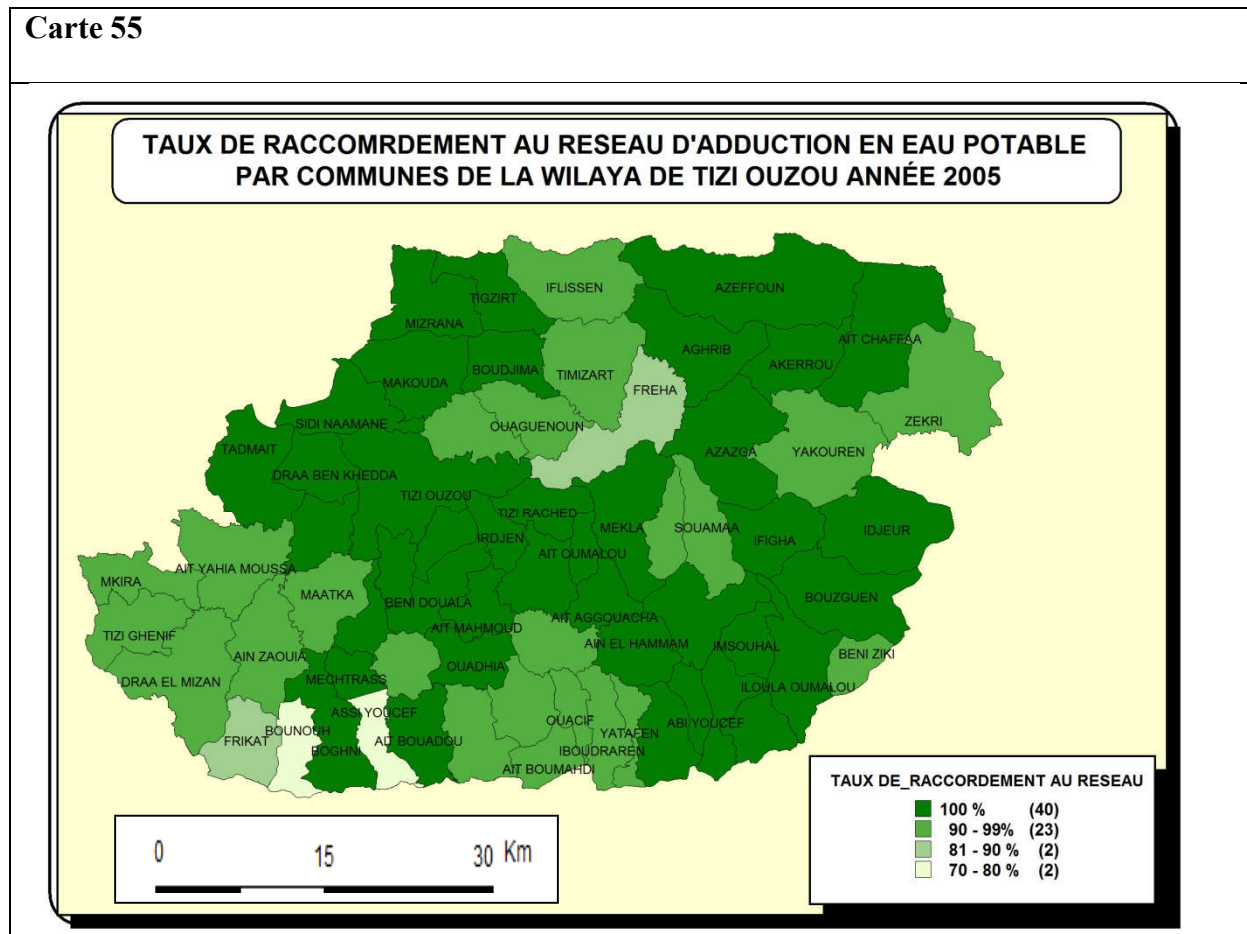 Carte 55
TAUX DE RACCOMRDEMENT AU RESEAU D'ADDUCTION EN EAU POTABLE
PAR COMMUNES DE LA WILAYA DE TIZI OUZOU ANNÉE 2005
IFLISSEN
AZEFFOUN
TIGZIRT
MIZRANA
AIT CHAFFAA
AGHRIB
AKERROU
BOUDJIMA
TIMIZART
MAKOUDA
FREHA
ZEKRI
SIDI NAAMANE
OUAGUENOUN
TADMAIT
AZAZGA
YAKOUREN
DRAA BEN KHEDDA
TIZI OUZOU
TIZI RACHED
MEKLA
SOUAMAA
IDJEUR
IRDJEN
IFIGHA
AIT OUMALOU
AIT YAHIA MOUSSA
MKIRA
MAATKA
BENI DOUALA
BOUZGUEN
AIT AGGOUACHA
AIT MAHMOUD
TIZI GHENIF
AIN EL HAMMAM
IMSOUHAL
BENI ZIKI
AIN ZAOUIA
OUADHIA
MECHTRASS
DRAA EL MIZAN
ILOULA OUMALOU
ASSI YOUCEF
OUACIF
ABI YOUCEF
BOUNOUH
YATAFEN
FRIKAT
AIT BOUADOU
BOGHNI
IBOUDRAREN
AIT BOUMAHDI
TAUX DE_RACCORDEMENT AU RESEAU
100 % (40)
90 - 99% (23)
81 - 90 % (2)
70 - 80 % (2)
0 15 30 Km